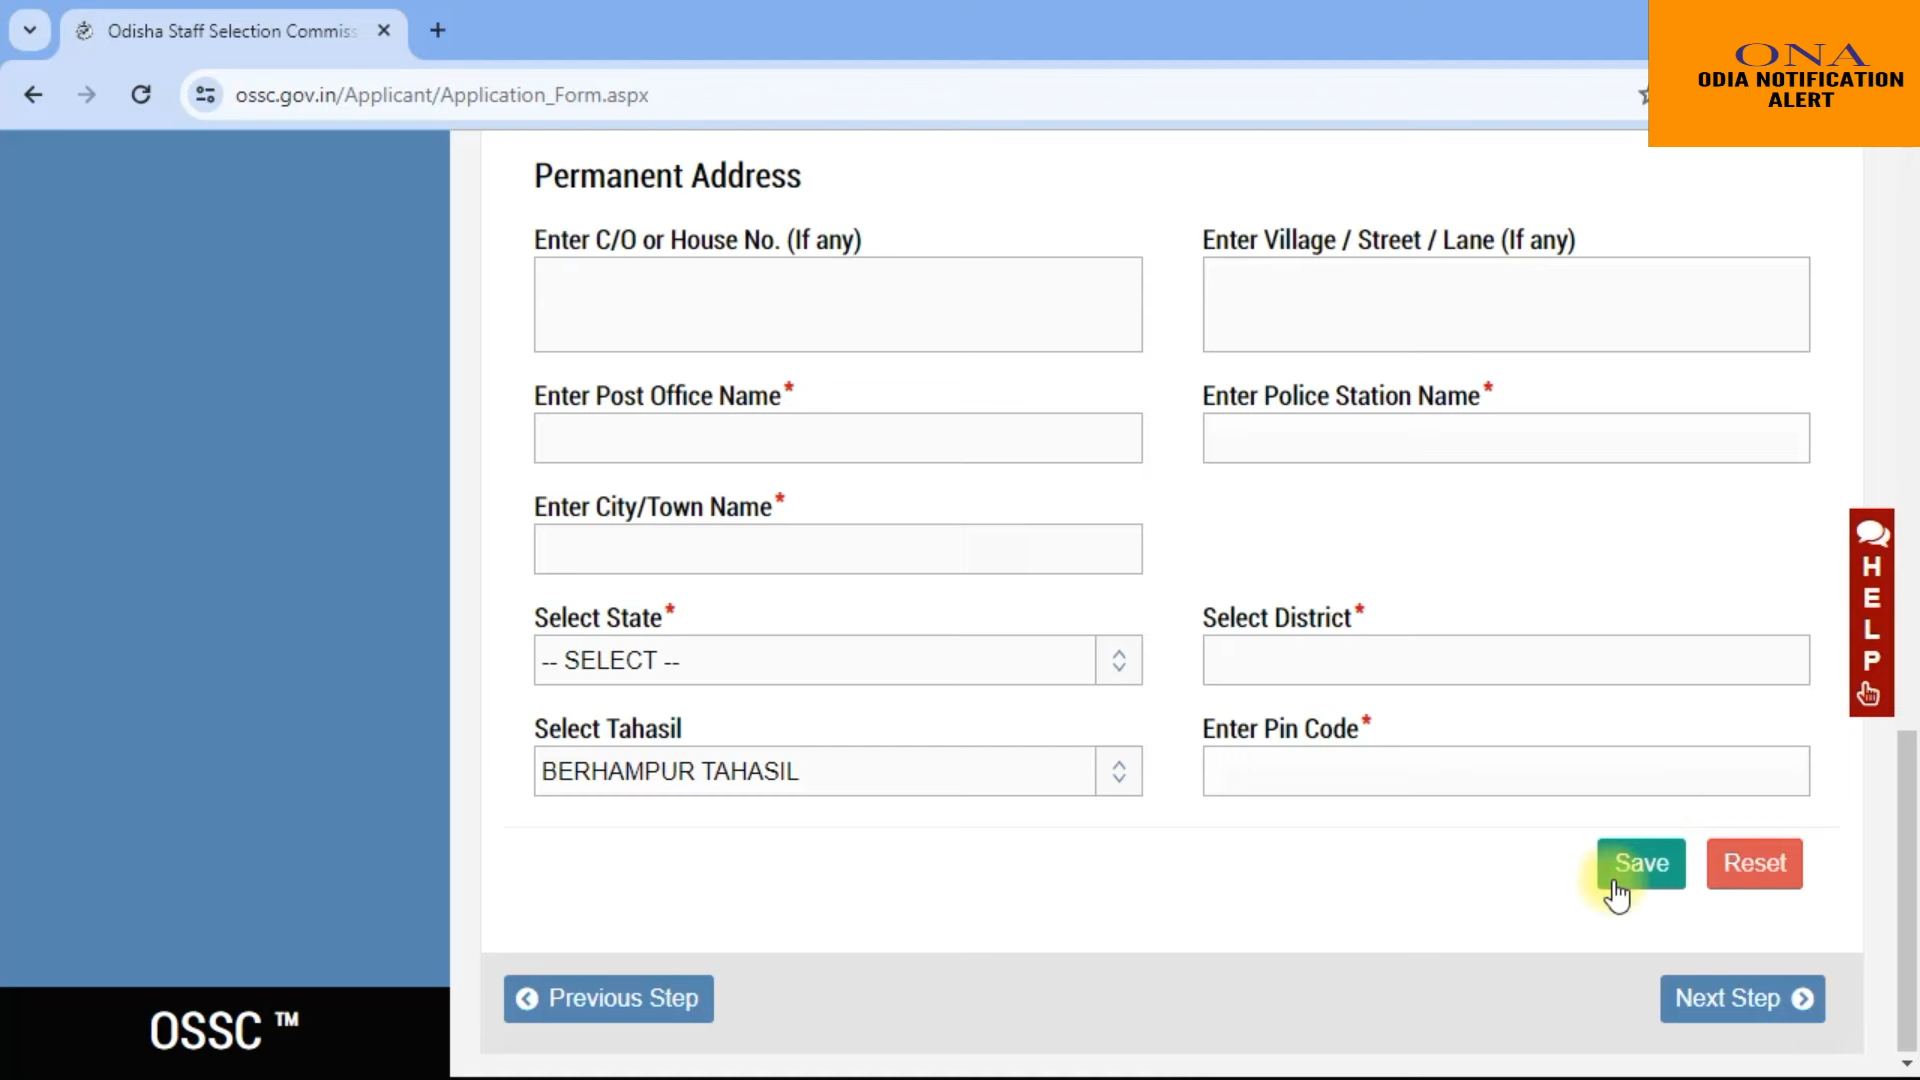 Odisha Staff Selection Commiss
ONA
ODIA NOTIFICATION
ALERT
ossc.gov.in/Applicant/Application_Form.aspx
Permanent Address
Enter C/O or House No. (If any)
Enter Village / Street / Lane (If any)
Enter Post Office Name*
Enter Police Station Name*
Enter City/Town Name*
Select State*
Select District*
-- SELECT --
Select Tahasil
Enter Pin Code*
BERHAMPUR TAHASIL
HELP
Save
Reset
Previous Step
Next Step
OSSC ™